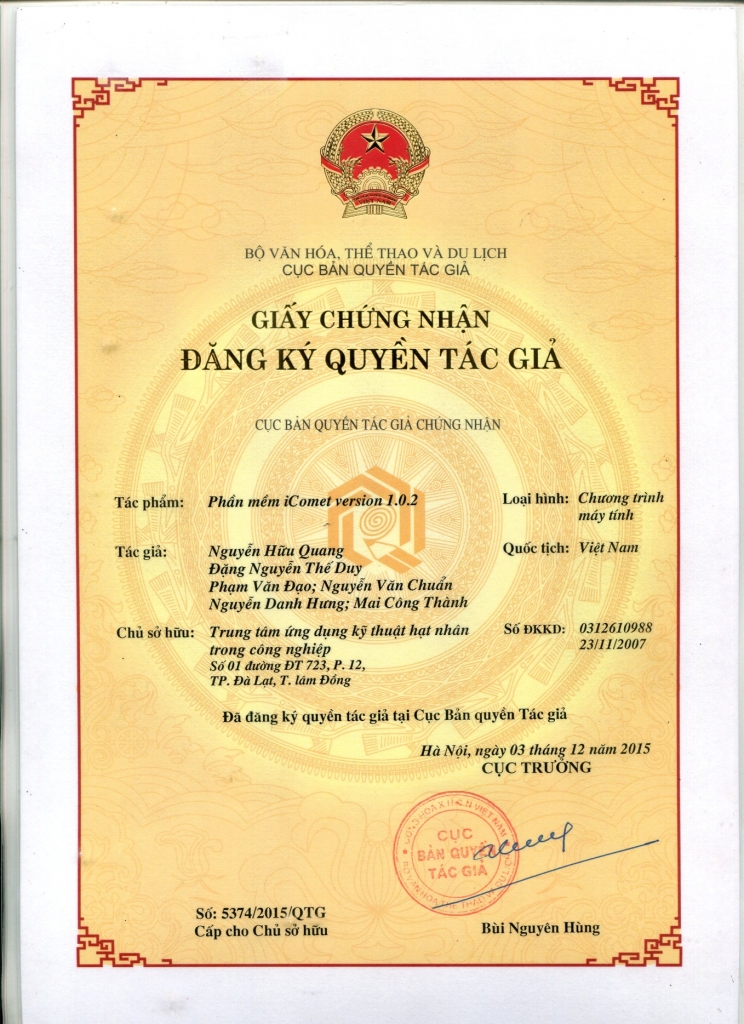 VIỆT NAM
BỘ VĂN HÓA, THỂ THAO VÀ DU LỊCH
CỤC BẢN QUYỀN TÁC GIẢ
GIẤY CHỨNG NHẬN
ĐĂNG KÝ QUYỀN TÁC GIẢ
CỤC BẢN QUYỀN TÁC GIẢ CHỨNG NHẬN
Tác phẩm: Phần mềm iComet version 1.0.2 Loại hình: Chương trình
máy tính
Tác giả: Nguyễn Hữu Quang Quốc tịch: Việt Nam
Đặng Nguyễn Thế Duy
Phạm Văn Đạo; Nguyễn Văn Chuẩn
Nguyễn Danh Hưng; Mai Công Thành
Chủ sở hữu: Trung tâm ứng dụng kỹ thuật hạt nhân Số ĐKKD: 0312610988
trong công nghiệp 23/11/2007
Số 01 đường ĐT 723, P. 12,
TP. Đà Lạt, T. lâm Đồng
Đã đăng ký quyền tác giả tại Cục Bản quyền Tác giả
Hà Nội, ngày 03 tháng 12 năm 2015
CỤC TRƯỞNG
CỤC
BẢN QUYỀN
TÁC GIẢ
Số: 5374/2015/QTG
Cấp cho Chủ sở hữu Bùi Nguyên Hùng